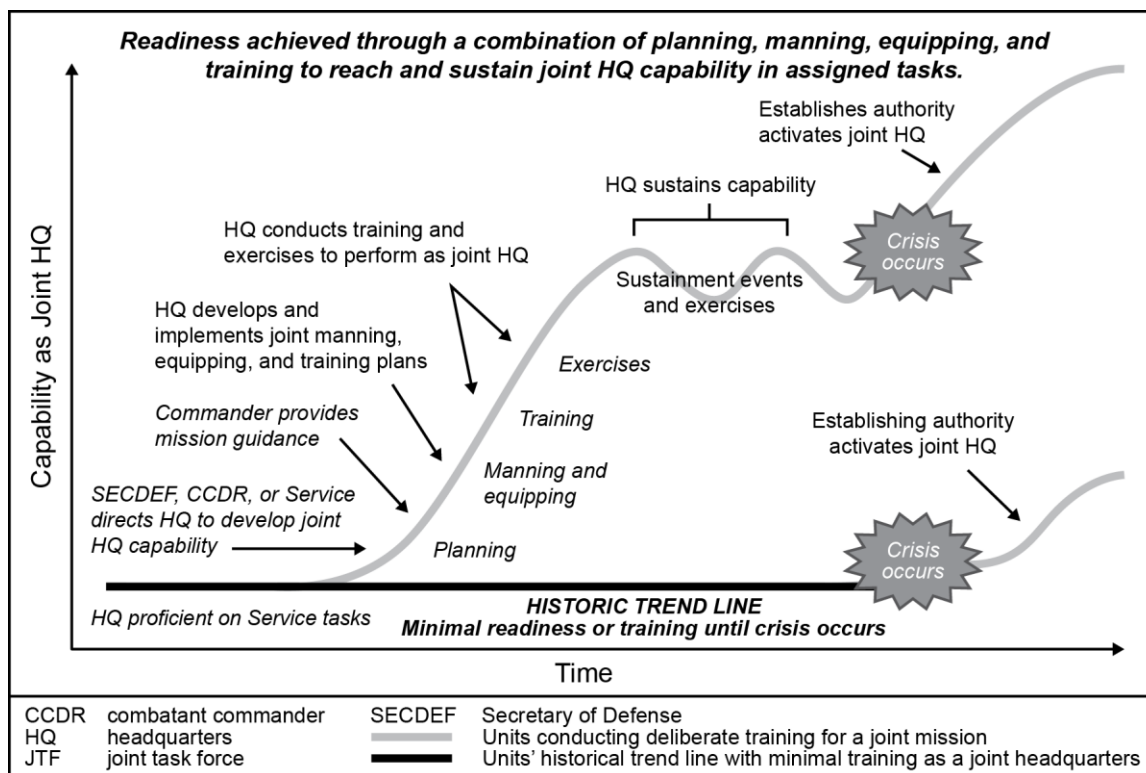 Readiness achieved through a combination of planning, manning, equipping, and
training to reach and sustain joint HQ capability in assigned tasks.
Capability as Joint HQ
Establishes authority
activates joint HQ
HQ sustains capability
HQ conducts training and
exercises to perform as joint HQ
Crisis
occurs
Sustainment events
and exercises
HQ develops and
implements joint manning,
equipping, and training plans
Exercises
Commander provides
mission guidance
Training
Establishing authority
activates joint HQ
Manning and
equipping
SECDEF, CCDR, or Service
directs HQ to develop joint
HQ capability
Planning
Crisis
occurs
HQ proficient on Service tasks
HISTORIC TREND LINE
Minimal readiness or training until crisis occurs
Time
CCDR combatant commander
HQ headquarters
JTF joint task force
SECDEF Secretary of Defense
Units conducting deliberate training for a joint mission
Units' historical trend line with minimal training as a joint headquarters